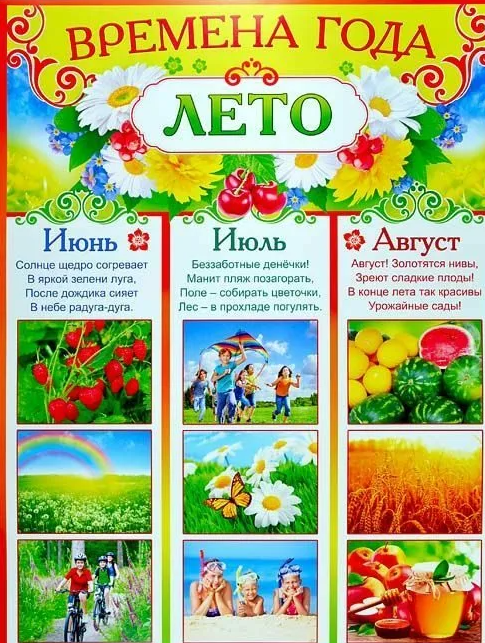 ВРЕМЕНА ГОДА
ЛЕТО
Июнь
Солнце щедро согревает
В яркой зелени луга,
После дождика сияет
В небе радуга-дуга.
Июль
Беззаботные денёчки!
Манит пляж позагорать,
Поле – собирать цветочки,
Лес – в прохладе погулять.
Август
Август! Золотятся нивы,
Зреют сладкие плоды!
В конце лета так красивы
Урожайные сады!